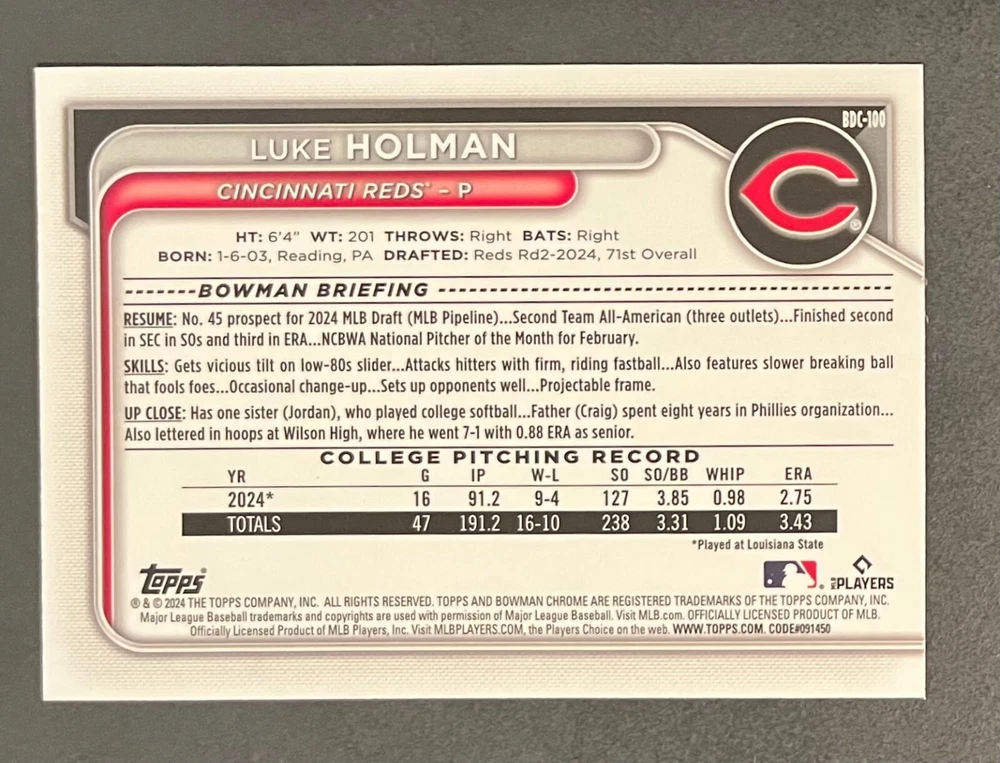 BDC-100
LUKE HOLMAN
CINCINNATI REDS® – P
HT: 6'4" WT: 201 THROWS: Right BATS: Right
BORN: 1-6-03, Reading, PA DRAFTED: Reds Rd2-2024, 71st Overall
BOWMAN BRIEFING
RESUME: No. 45 prospect for 2024 MLB Draft (MLB Pipeline)...Second Team All-American (three outlets)...Finished second
in SEC in SOs and third in ERA...NCBWA National Pitcher of the Month for February.
SKILLS: Gets vicious tilt on low-80s slider...Attacks hitters with firm, riding fastball...Also features slower breaking ball
that fools foes...Occasional change-up...Sets up opponents well...Projectable frame.
UP CLOSE: Has one sister (Jordan), who played college softball...Father (Craig) spent eight years in Phillies organization...
Also lettered in hoops at Wilson High, where he went 7-1 with 0.88 ERA as senior.
COLLEGE PITCHING RECORD
YR G IP W-L SO SO/BB WHIP ERA
2024* 16 91.2 9-4 127 3.85 0.98 2.75
TOTALS 47 191.2 16-10 238 3.31 1.09 3.43
*Played at Louisiana State
Topps®
MLB PLAYERS
® & © 2024 THE TOPPS COMPANY, INC. ALL RIGHTS RESERVED. TOPPS AND BOWMAN CHROME ARE REGISTERED TRADEMARKS OF THE TOPPS COMPANY, INC.
Major League Baseball trademarks and copyrights are used with permission of Major League Baseball. Visit MLB.com. OFFICIALLY LICENSED PRODUCT OF MLB.
Officially Licensed Product of MLB Players, Inc. Visit MLBPLAYERS.COM, the Players Choice on the web. WWW.TOPPS.COM. CODE#091450